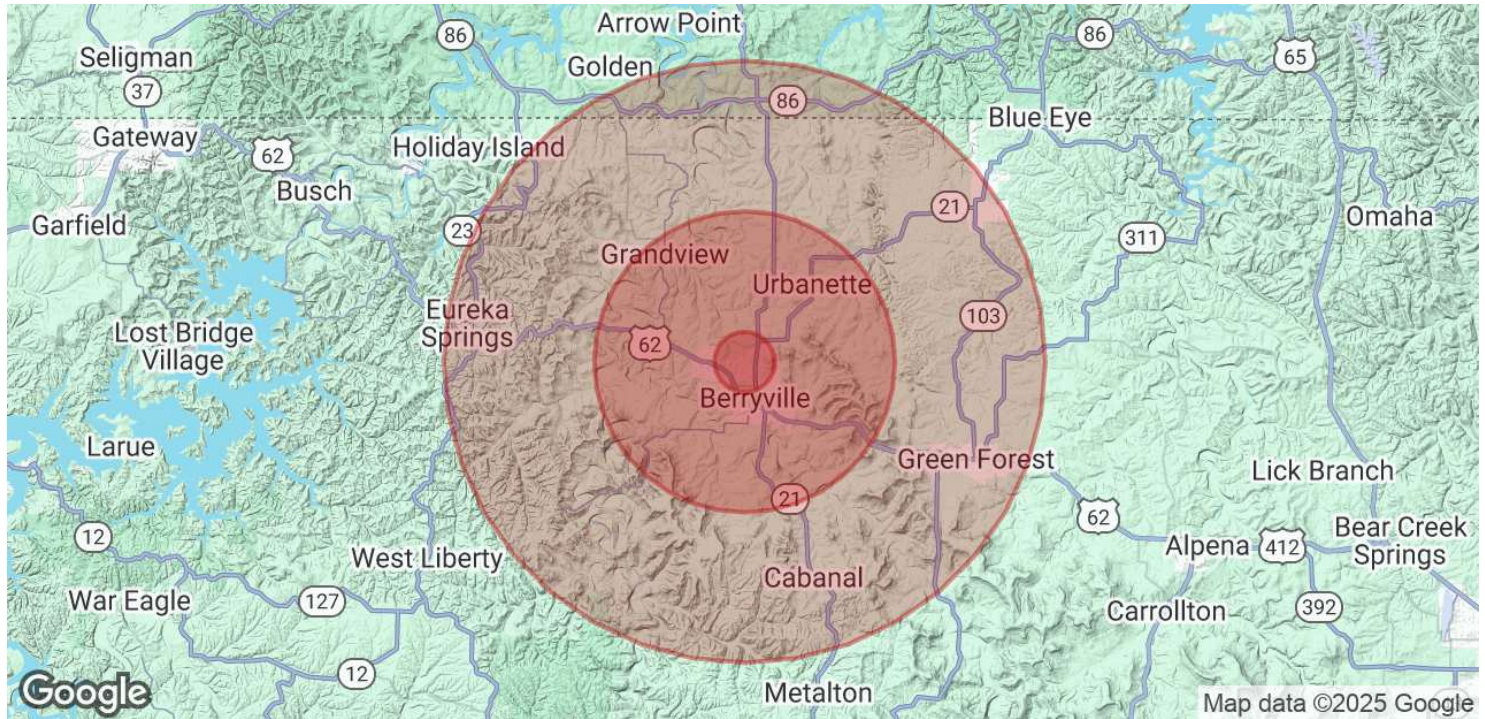 Arrow Point
86
86
65
Seligman
Golden
37
86
Blue Eye
Gateway
62
Holiday Island
Busch
21
Garfield
23
Omaha
311
Grandview
Urbanette
Eureka
Springs
103
Lost Bridge
Village
62
Berryville
Larue
Green Forest
Lick Branch
21
62
12
Alpena
412
Bear Creek
Springs
West Liberty
Cabanal
War Eagle
127
Carrollton
392
12
Metalton
Google
Map data ©2025 Google